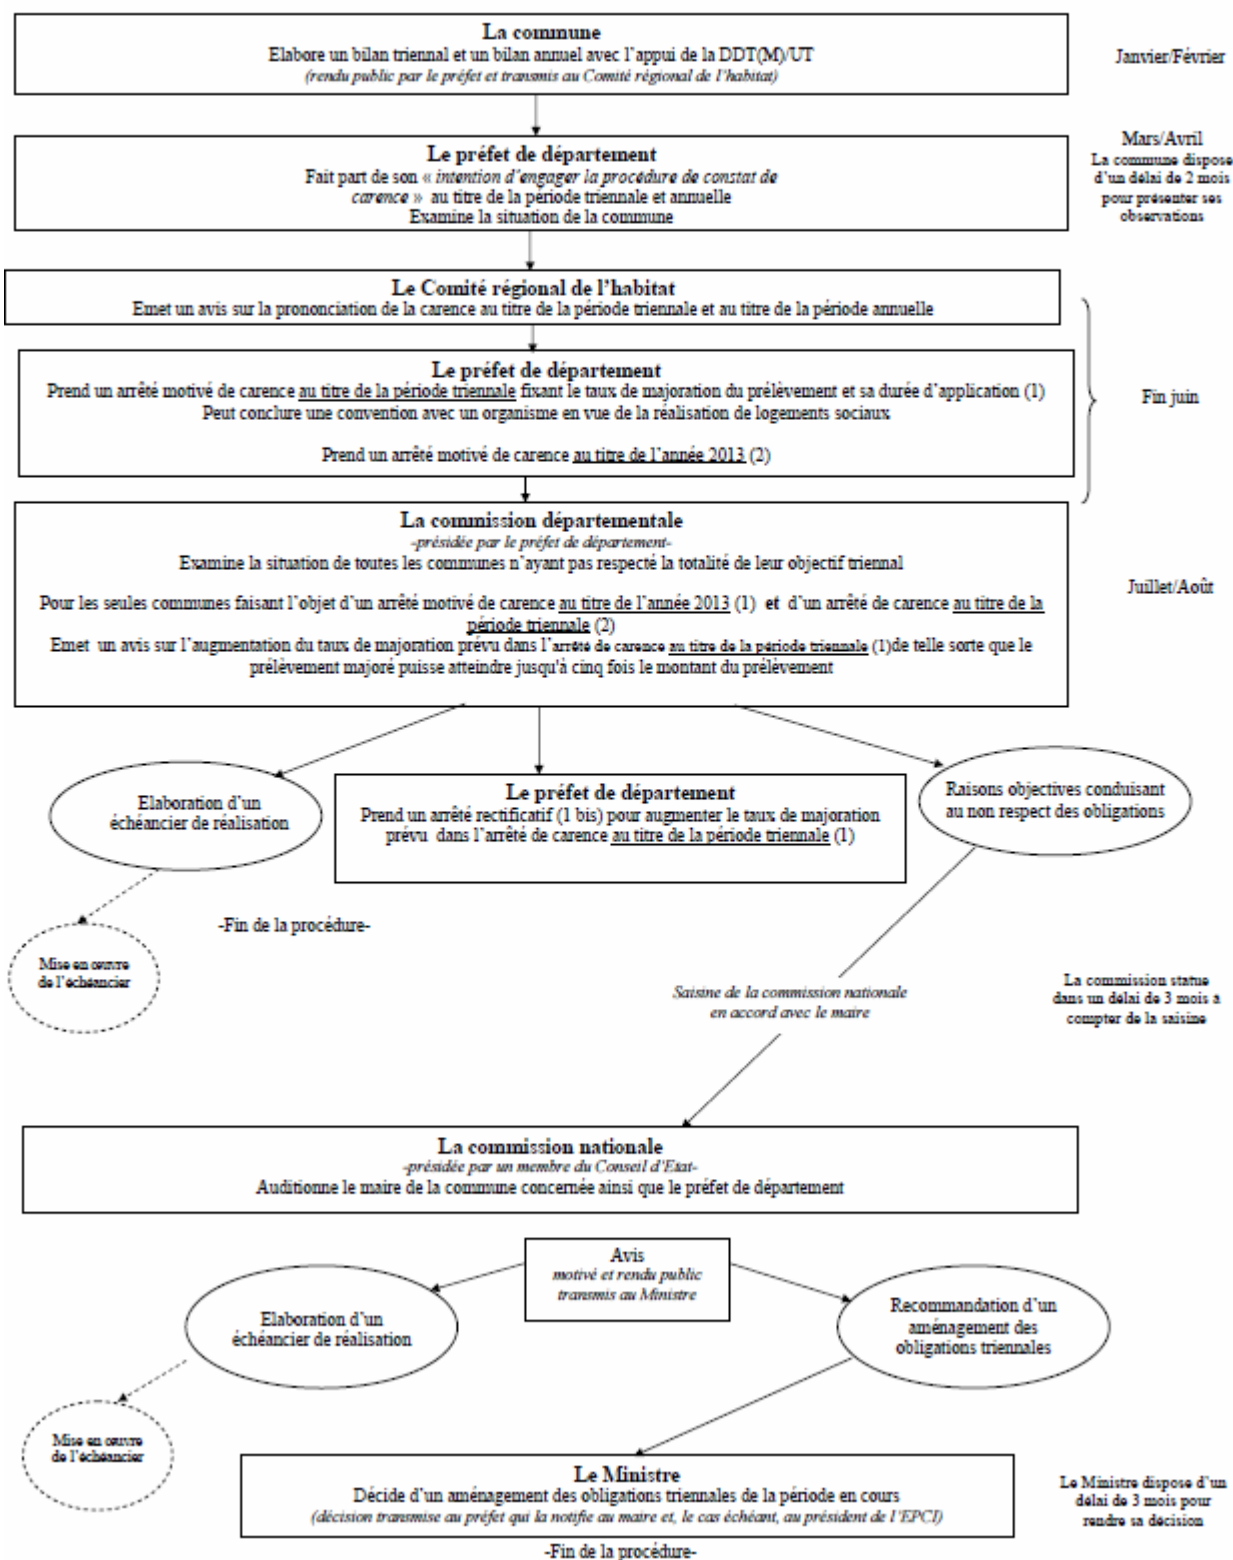 La commune
Elabore un bilan triennal et un bilan annuel avec l'appui de la DDT(M)/UT
(rendu public par le préfet et transmis au Comité régional de l'habitat)
Janvier/Février
Le préfet de département
Fait part de son « intention d'engager la procédure de constat de
carence » au titre de la période triennale et annuelle
Examine la situation de la commune
Mars/Avril
La commune dispose
d'un délai de 2 mois
pour présenter ses
observations
Le Comité régional de l'habitat
Emet un avis sur la prononciation de la carence au titre de la période triennale et au titre de la période annuelle
Le préfet de département
Prend un arrêté motivé de carence au titre de la période triennale fixant le taux de majoration du prélèvement et sa durée d'application (1)
Peut conclure une convention avec un organisme en vue de la réalisation de logements sociaux
Prend un arrêté motivé de carence au titre de l'année 2013 (2)
Fin juin
La commission départementale
-présidée par le préfet de département-
Examine la situation de toutes les communes n'ayant pas respecté la totalité de leur objectif triennal
Pour les seules communes faisant l'objet d'un arrêté motivé de carence au titre de l'année 2013 (1) et d'un arrêté de carence au titre de la
période triennale (2)
Emet un avis sur l'augmentation du taux de majoration prévu dans l'arrêté de carence au titre de la période triennale (1)de telle sorte que le
prélèvement majoré puisse atteindre jusqu'à cinq fois le montant du prélèvement
Juillet/Août
Elaboration d'un
échéancier de réalisation
Le préfet de département
Prend un arrêté rectificatif (1 bis) pour augmenter le taux de majoration
prévu dans l'arrêté de carence au titre de la période triennale (1)
Raisons objectives conduisant
au non respect des obligations
-Fin de la procédure-
Mise en œuvre
de l'échéancier
Saisine de la commission nationale
en accord avec le maire
La commission statue
dans un délai de 3 mois à
compter de la saisine
La commission nationale
-présidée par un membre du Conseil d'Etat-
Auditionne le maire de la commune concernée ainsi que le préfet de département
Avis
motivé et rendu public
transmis au Ministre
Elaboration d'un
échéancier de réalisation
Recommandation d'un
aménagement des
obligations triennales
Mise en œuvre
de l'échéancier
Le Ministre
Décide d'un aménagement des obligations triennales de la période en cours
(décision transmise au préfet qui la notifie au maire et, le cas échéant, au président de l'EPCI)
Le Ministre dispose d'un
délai de 3 mois pour
rendre sa décision
-Fin de la procédure-